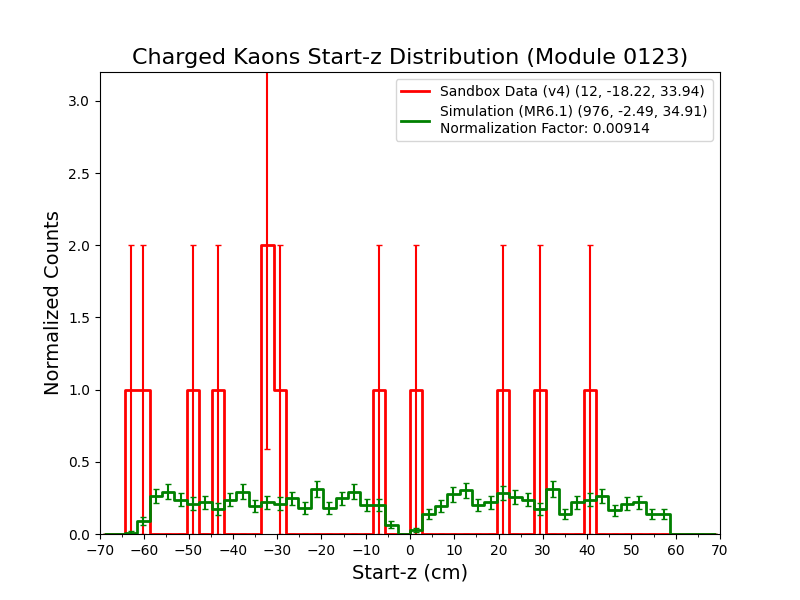 Charged Kaons Start-z Distribution (Module 0123)
Sandbox Data (v4) (12, -18.22, 33.94)
Simulation (MR6.1) (976, -2.49, 34.91)
Normalization Factor: 0.00914
Normalized Counts
3.0
2.5
2.0
1.5
1.0
0.5
0.0
−70 −60 −50 −40 −30 −20 −10 0 10 20 30 40 50 60 70
Start-z (cm)